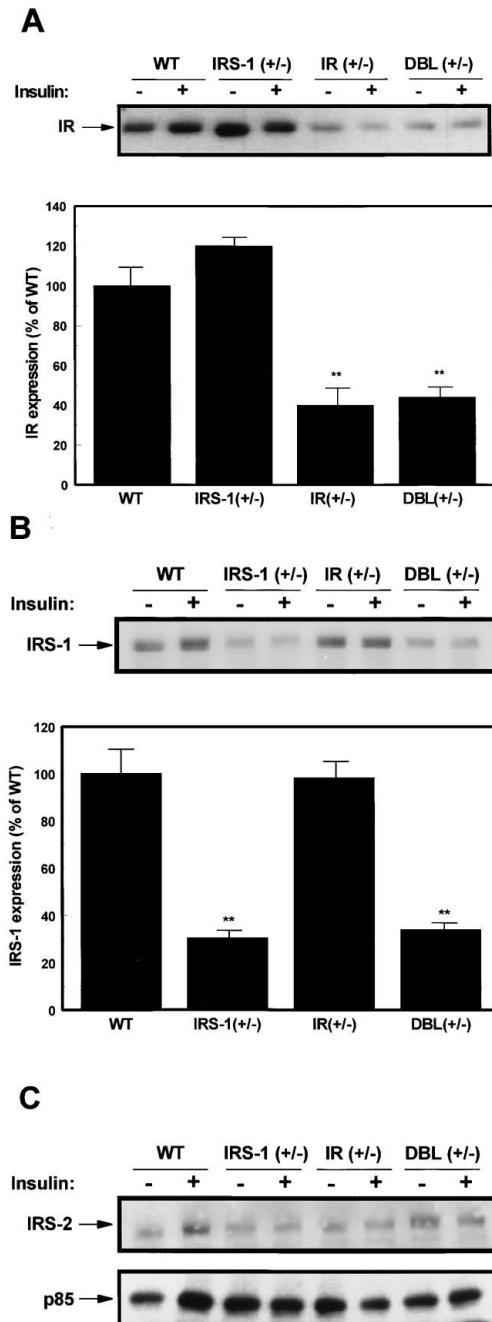 A
WT IRS-1 (+/-) IR (+/-) DBL (+/-)
Insulin: - + - + - + - +
IR
IR expression (% of WT)
140
120
100
80
60
40
20
0
** **
WT IRS-1(+/-) IR(+/-) DBL(+/-)
B
WT IRS-1 (+/-) IR (+/-) DBL (+/-)
Insulin: - + - + - + - +
IRS-1
IRS-1 expression (% of WT)
120
100
80
60
40
20
0
** **
WT IRS-1(+/-) IR(+/-) DBL(+/-)
C
WT IRS-1 (+/-) IR (+/-) DBL (+/-)
Insulin: - + - + - + - +
IRS-2
p85